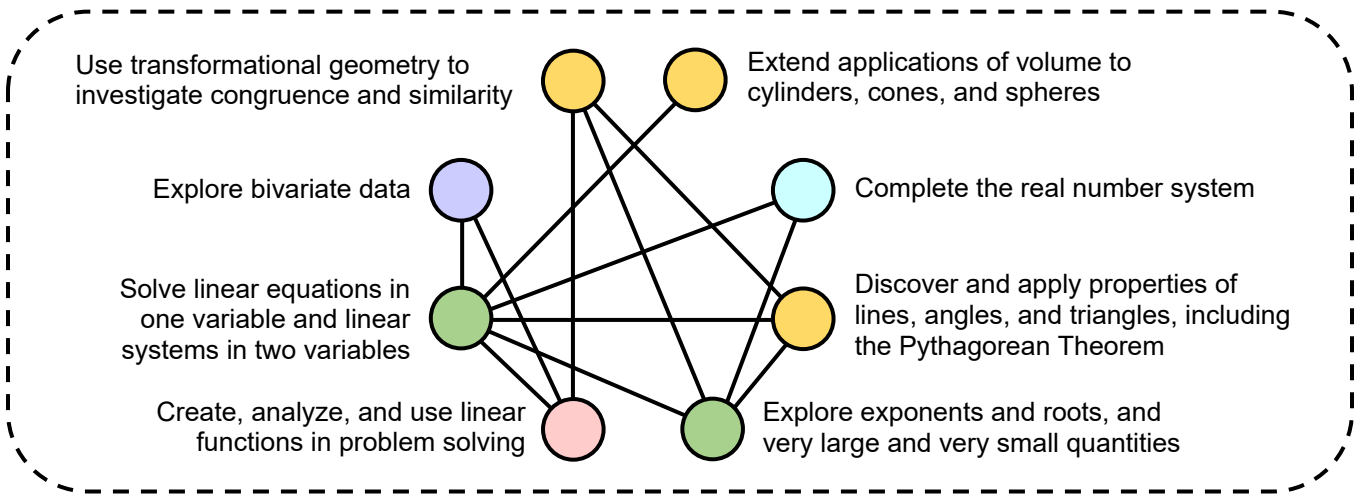 Use transformational geometry to
investigate congruence and similarity
Extend applications of volume to
cylinders, cones, and spheres
Explore bivariate data
Complete the real number system
Solve linear equations in
one variable and linear
systems in two variables
Discover and apply properties of
lines, angles, and triangles, including
the Pythagorean Theorem
Create, analyze, and use linear
functions in problem solving
Explore exponents and roots, and
very large and very small quantities